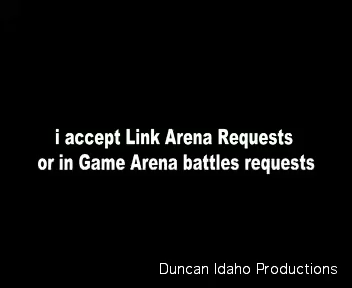 i accept Link Arena Requests
or in Game Arena battles requests
Duncan Idaho Productions